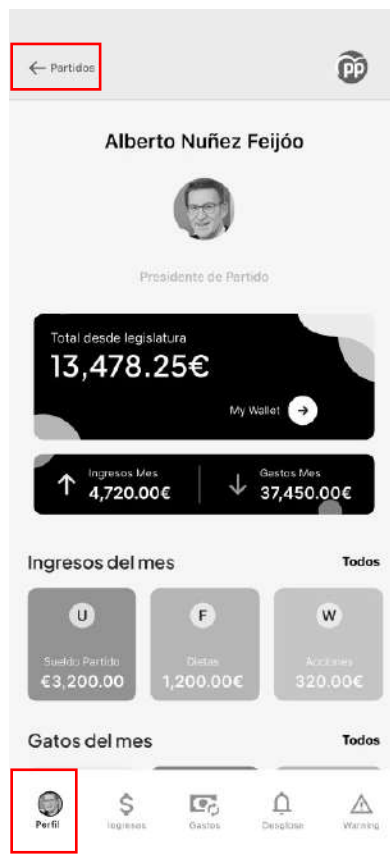 ← Partidos
PP
Alberto Nuñez Feijóo
Presidente de Partido
Total desde legislatura
13,478.25€
My Wallet →
Ingresos Mes
4,720.00€
Gastos Mes
37,450.00€
Ingresos del mes
Todos
U
Sueldo Partido
€3,200.00
F
Dietas
1,200.00€
W
Acciones
320.00€
Gatos del mes
Todos
Perfil
Ingresos
Gastos
Desglose
Warning